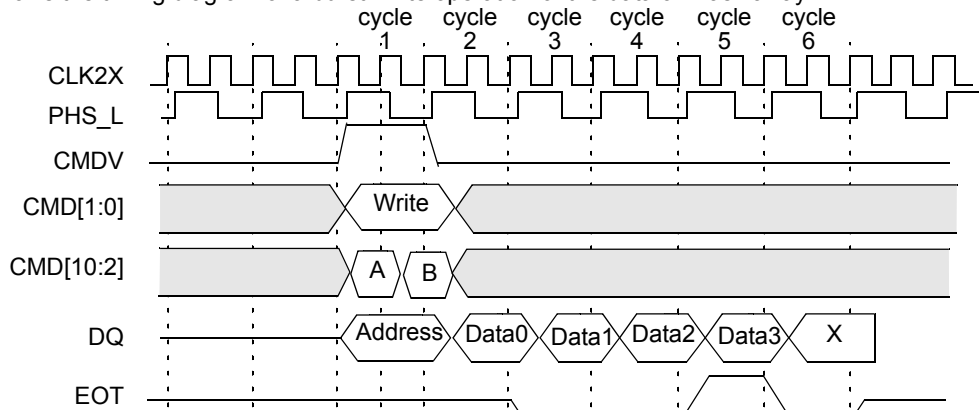 cycle cycle cycle cycle cycle cycle
1 2 3 4 5 6
CLK2X
PHS_L
CMDV
CMD[1:0] Write
CMD[10:2] A B
DQ Address Data0 Data1 Data2 Data3 X
EOT